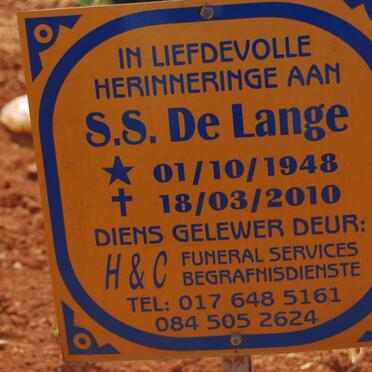 IN LIEFDEVOLLE
HERINNERINGE AAN
S.S. De Lange
★ 01/10/1948
✝ 18/03/2010
DIENS GELEWER DEUR:
H & C FUNERAL SERVICES
BEGRAFNISDIENSTE
TEL: 017 648 5161
084 505 2624